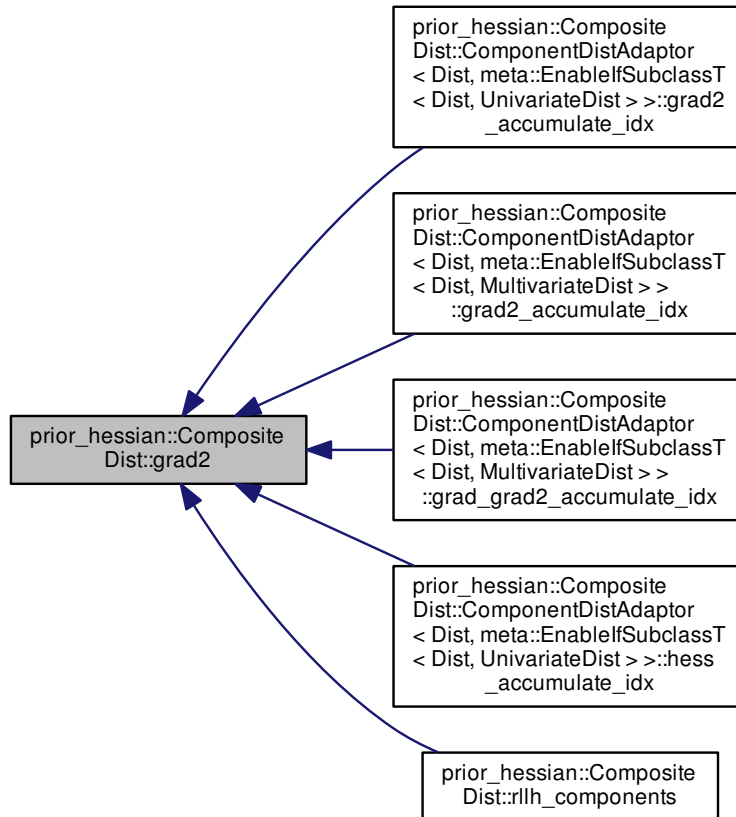 prior_hessian::Composite
Dist::ComponentDistAdaptor
< Dist, meta::EnableIfSubclassT
< Dist, UnivariateDist > >::grad2
_accumulate_idx
prior_hessian::Composite
Dist::ComponentDistAdaptor
< Dist, meta::EnableIfSubclassT
< Dist, MultivariateDist > >
::grad2_accumulate_idx
prior_hessian::Composite
Dist::grad2
prior_hessian::Composite
Dist::ComponentDistAdaptor
< Dist, meta::EnableIfSubclassT
< Dist, MultivariateDist > >
::grad_grad2_accumulate_idx
prior_hessian::Composite
Dist::ComponentDistAdaptor
< Dist, meta::EnableIfSubclassT
< Dist, UnivariateDist > >::hess
_accumulate_idx
prior_hessian::Composite
Dist::rllh_components